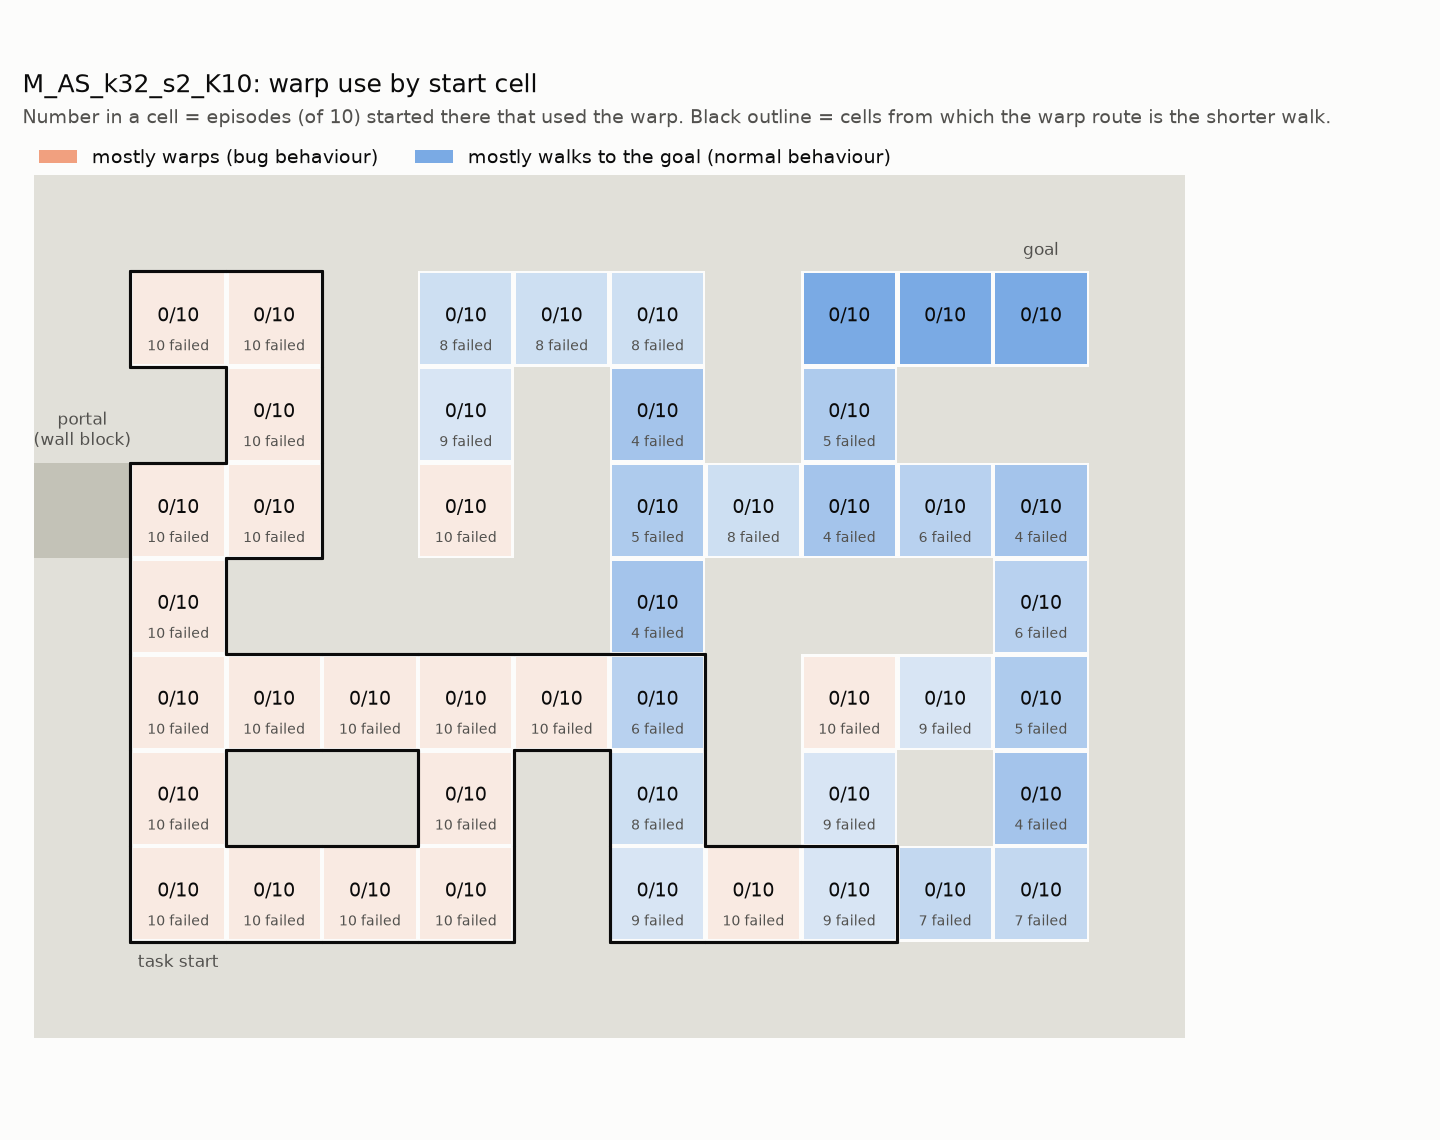 M_AS_k32_s2_K10: warp use by start cell
Number in a cell = episodes (of 10) started there that used the warp. Black outline = cells from which the warp route is the shorter walk.
mostly warps (bug behaviour) mostly walks to the goal (normal behaviour)
goal
0/10 0/10 0/10 0/10 0/10 0/10 0/10 0/10
10 failed 10 failed 8 failed 8 failed 8 failed
0/10 0/10 0/10 0/10
10 failed 9 failed 4 failed 5 failed
portal
(wall block)
0/10 0/10 0/10 0/10 0/10 0/10 0/10 0/10
10 failed 10 failed 10 failed 5 failed 8 failed 4 failed 6 failed 4 failed
0/10 0/10 0/10
10 failed 4 failed 6 failed
0/10 0/10 0/10 0/10 0/10 0/10 0/10 0/10 0/10
10 failed 10 failed 10 failed 10 failed 10 failed 6 failed 10 failed 9 failed 5 failed
0/10 0/10 0/10 0/10 0/10
10 failed 10 failed 8 failed 9 failed 4 failed
0/10 0/10 0/10 0/10 0/10 0/10 0/10 0/10 0/10
10 failed 10 failed 10 failed 10 failed 9 failed 10 failed 9 failed 7 failed 7 failed
task start